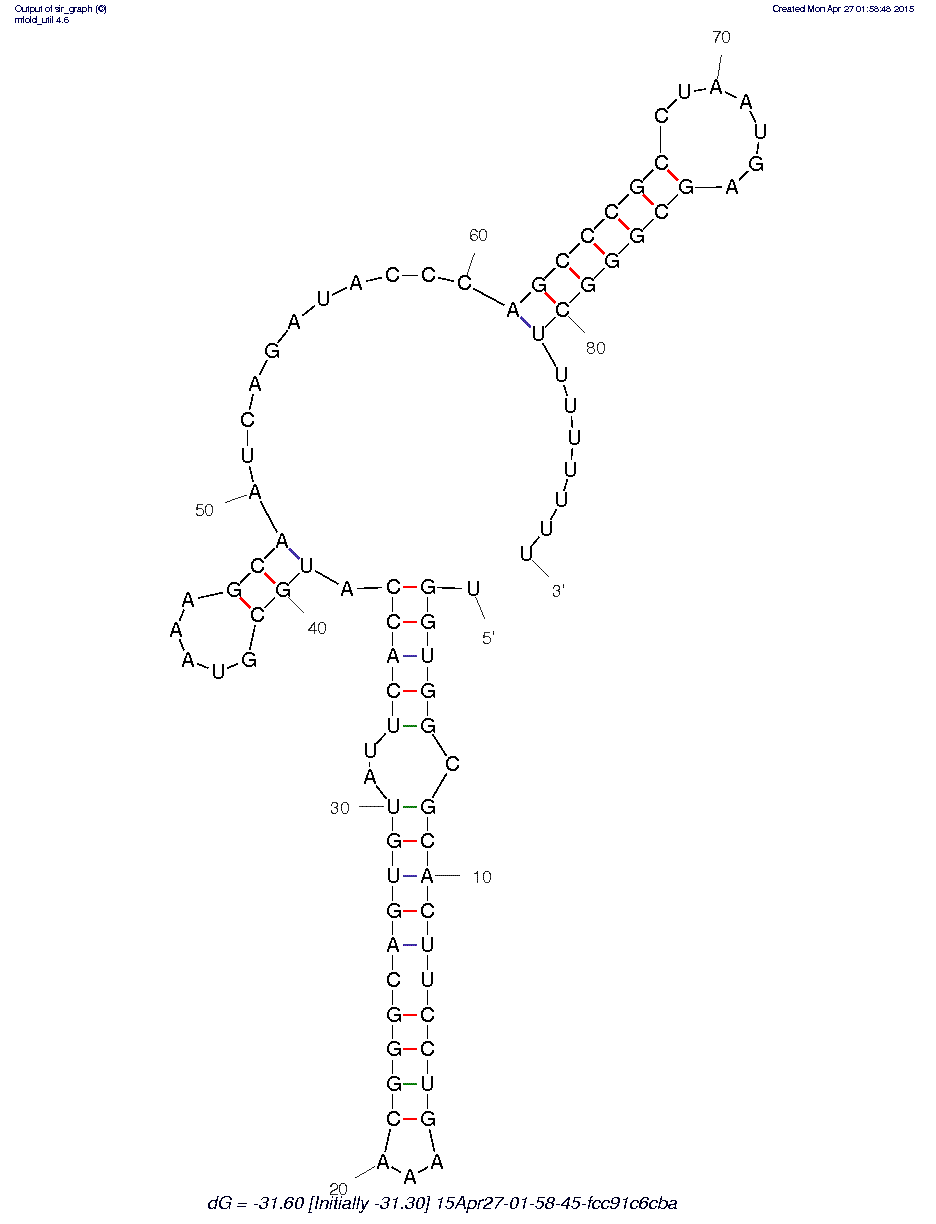 Output of sir_graph (©)
mfold_util 4.6
Created Mon Apr 27 01:58:48 2015
5'
U G G U G G C G C A
10
C U U C C U G A A A
20
C G G G C A G U G U
30
A U U C A C C A U G
40
C G U A A A G C A A
50
U C A G A U A C C C
60
A G C C C G C C U A
70
A U G A G C G G G C
80
U U U U U U U U
3'
dG = -31.60 [Initially -31.30] 15Apr27-01-58-45-fcc91c6cba